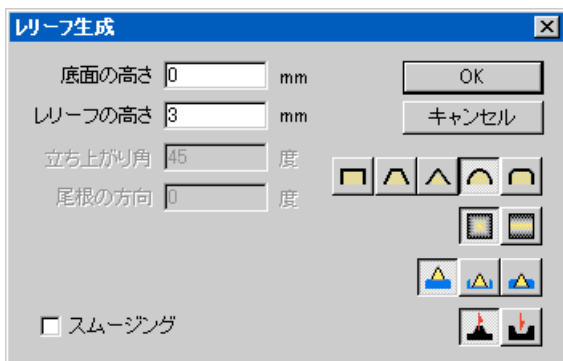 レリーフ生成
底面の高さ 0 mm
OK
レリーフの高さ 3 mm
キャンセル
立ち上がり角 45 度
尾根の方向 0 度
スムージング